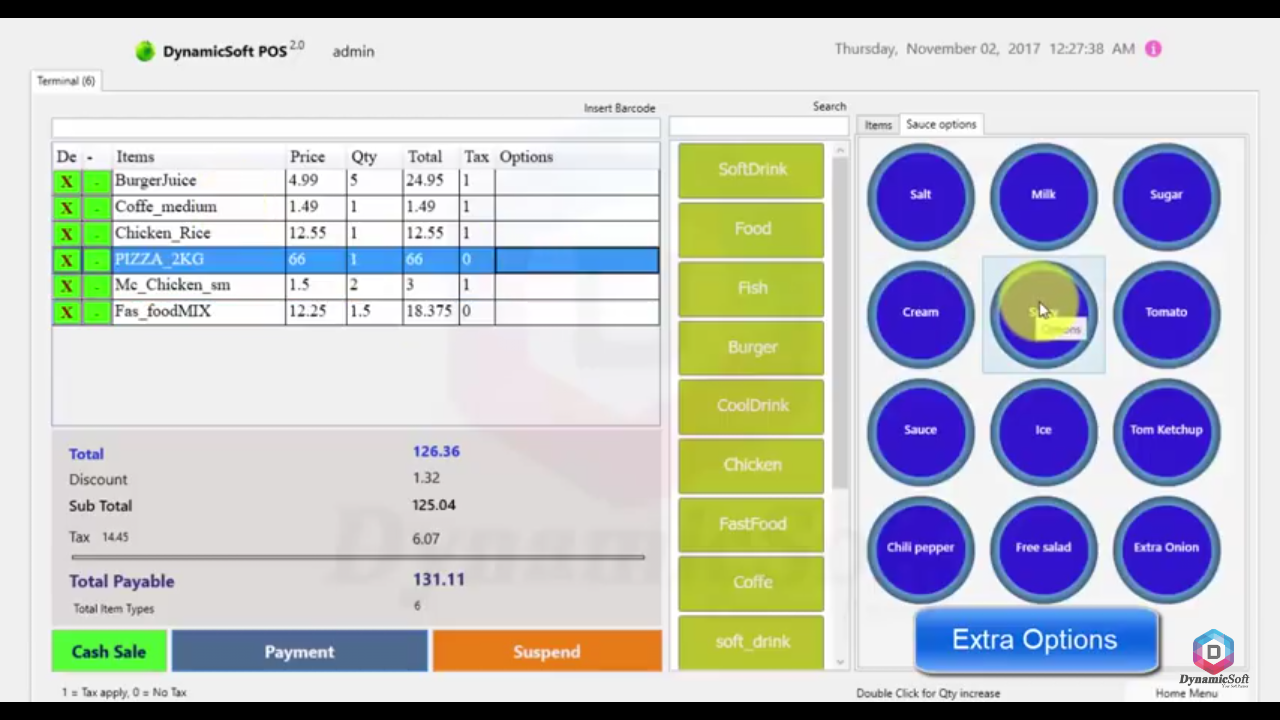 DynamicSoft POS 2.0
admin
Thursday, November 02, 2017 12:27:38 AM
Terminal (6)
Insert Barcode
Search
Items
Sauce options
De - Items Price Qty Total Tax Options
X - BurgerJuice 4.99 5 24.95 1
X - Coffe_medium 1.49 1 1.49 1
X - Chicken_Rice 12.55 1 12.55 1
X - PIZZA_2KG 66 1 66 0
X - Mc_Chicken_sm 1.5 2 3 1
X - Fas_foodMIX 12.25 1.5 18.375 0
Total 126.36
Discount 1.32
Sub Total 125.04
Tax 14.45 6.07
Total Payable 131.11
Total Item Types 6
Cash Sale
Payment
Suspend
1 = Tax apply, 0 = No Tax
SoftDrink
Food
Fish
Burger
CoolDrink
Chicken
FastFood
Coffe
soft_drink
Salt
Milk
Sugar
Cream
Options
Tomato
Sauce
Ice
Tom Ketchup
Chili pepper
Free salad
Extra Onion
Extra Options
D
DynamicSoft
Double Click for Qty increase
Home Menu